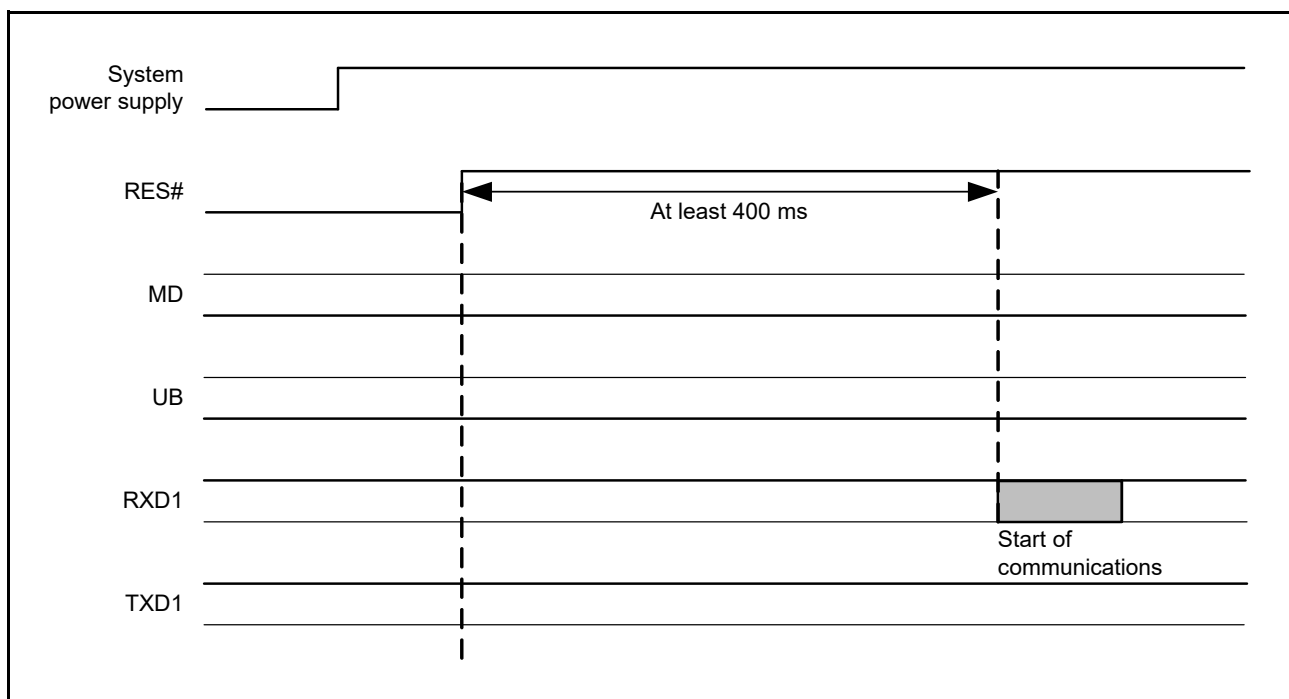 System
power supply
RES#
At least 400 ms
MD
UB
RXD1
Start of
communications
TXD1